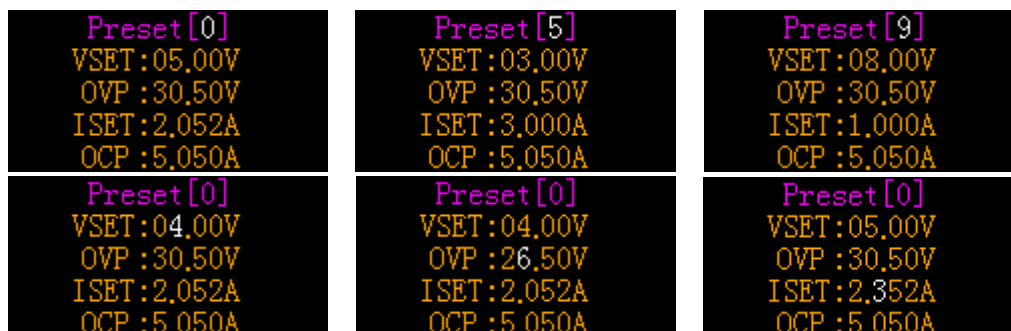 Preset[0]
VSET:05.00V
OVP :30.50V
ISET:2.052A
OCP :5.050A
Preset[5]
VSET:03.00V
OVP :30.50V
ISET:3.000A
OCP :5.050A
Preset[9]
VSET:08.00V
OVP :30.50V
ISET:1.000A
OCP :5.050A
Preset[0]
VSET:04.00V
OVP :30.50V
ISET:2.052A
OCP :5.050A
Preset[0]
VSET:04.00V
OVP :26.50V
ISET:2.052A
OCP :5.050A
Preset[0]
VSET:05.00V
OVP :30.50V
ISET:2.352A
OCP :5.050A